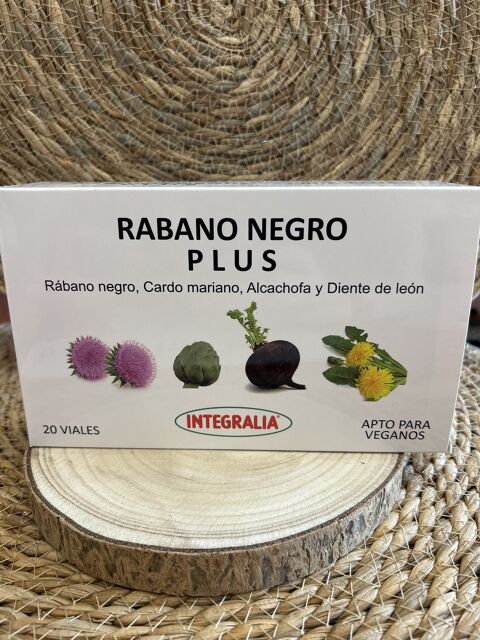 RABANO NEGRO
PLUS
Rábano negro, Cardo mariano, Alcachofa y Diente de león
20 VIALES
INTEGRALIA®
APTO PARA
VEGANOS